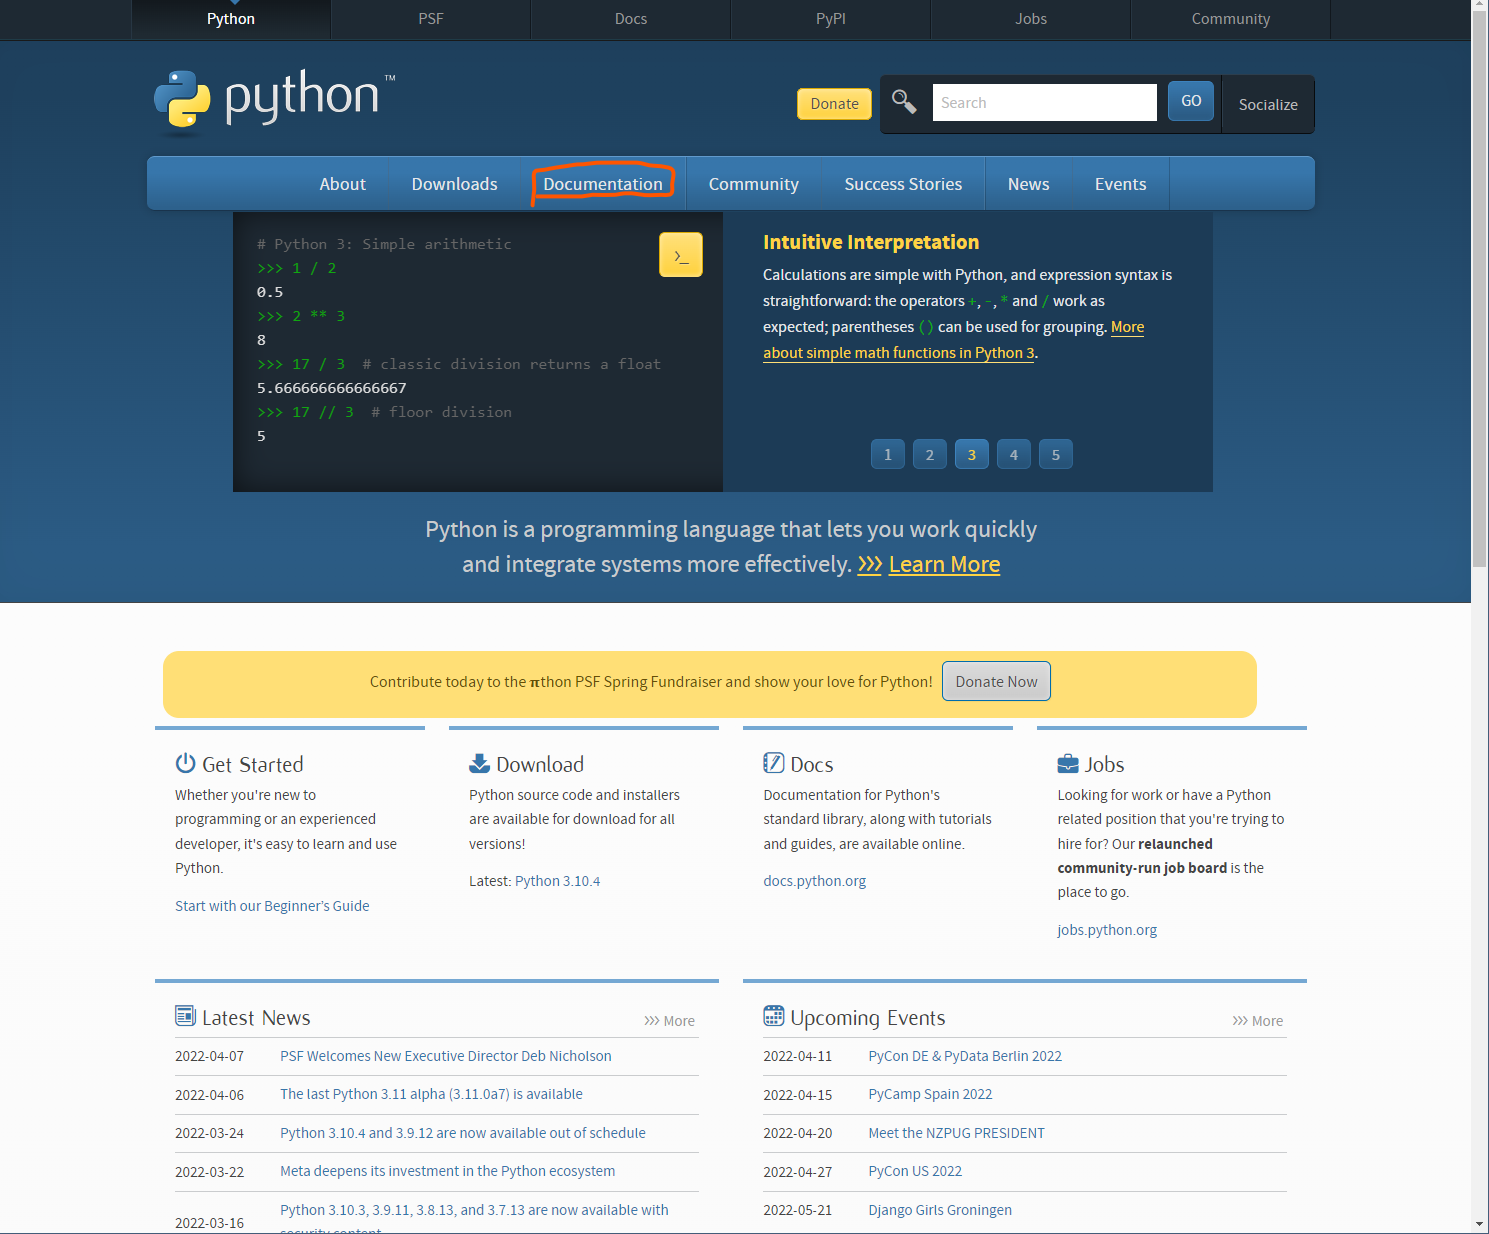 Python PSF Docs PyPI Jobs Community
python™
Donate Search GO Socialize
About Downloads Documentation Community Success Stories News Events
# Python 3: Simple arithmetic
>>> 1 / 2
0.5
>>> 2 ** 3
8
>>> 17 / 3  # classic division returns a float
5.666666666666667
>>> 17 // 3  # floor division
5
>_
Intuitive Interpretation
Calculations are simple with Python, and expression syntax is
straightforward: the operators +, -, * and / work as
expected; parentheses () can be used for grouping. More
about simple math functions in Python 3.
1 2 3 4 5
Python is a programming language that lets you work quickly
and integrate systems more effectively. >>> Learn More
Contribute today to the πthon PSF Spring Fundraiser and show your love for Python! Donate Now
Get Started
Whether you're new to
programming or an experienced
developer, it's easy to learn and use
Python.
Start with our Beginner's Guide
Download
Python source code and installers
are available for download for all
versions!
Latest: Python 3.10.4
Docs
Documentation for Python's
standard library, along with tutorials
and guides, are available online.
docs.python.org
Jobs
Looking for work or have a Python
related position that you're trying to
hire for? Our relaunched
community-run job board is the
place to go.
jobs.python.org
Latest News
>>> More
2022-04-07 PSF Welcomes New Executive Director Deb Nicholson
2022-04-06 The last Python 3.11 alpha (3.11.0a7) is available
2022-03-24 Python 3.10.4 and 3.9.12 are now available out of schedule
2022-03-22 Meta deepens its investment in the Python ecosystem
2022-03-16 Python 3.10.3, 3.9.11, 3.8.13, and 3.7.13 are now available with
security content
Upcoming Events
>>> More
2022-04-11 PyCon DE & PyData Berlin 2022
2022-04-15 PyCamp Spain 2022
2022-04-20 Meet the NZPUG PRESIDENT
2022-04-27 PyCon US 2022
2022-05-21 Django Girls Groningen